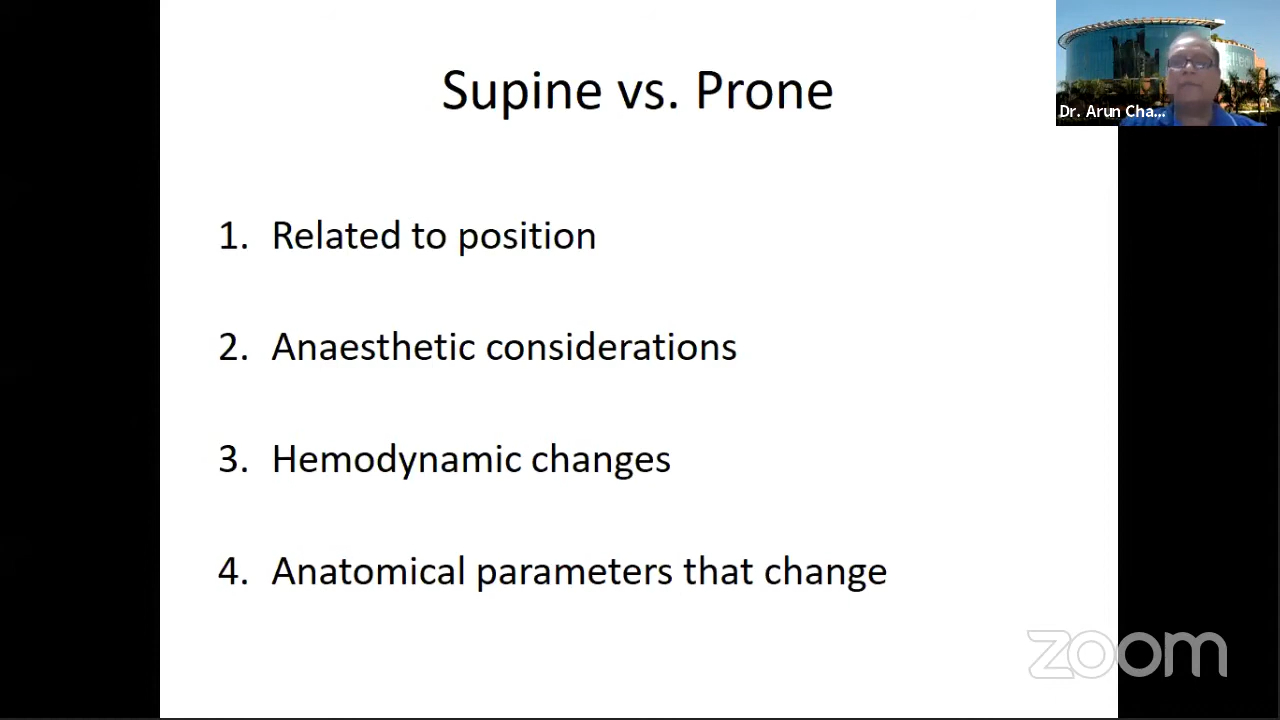 Supine vs. Prone
Dr. Arun Cha...
1. Related to position
2. Anaesthetic considerations
3. Hemodynamic changes
4. Anatomical parameters that change
zoom